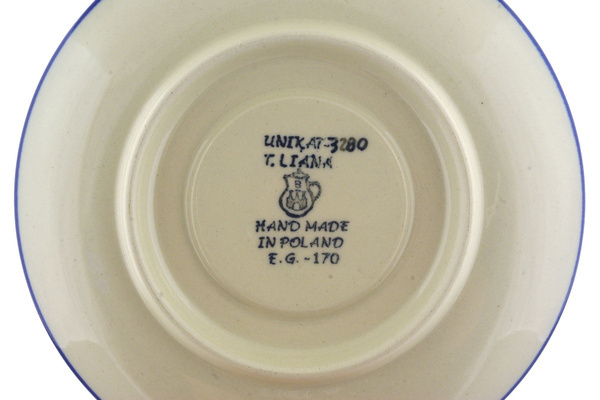 UNIKAT-3280
T. LIANA
B
HAND MADE
IN POLAND
E.G. -170